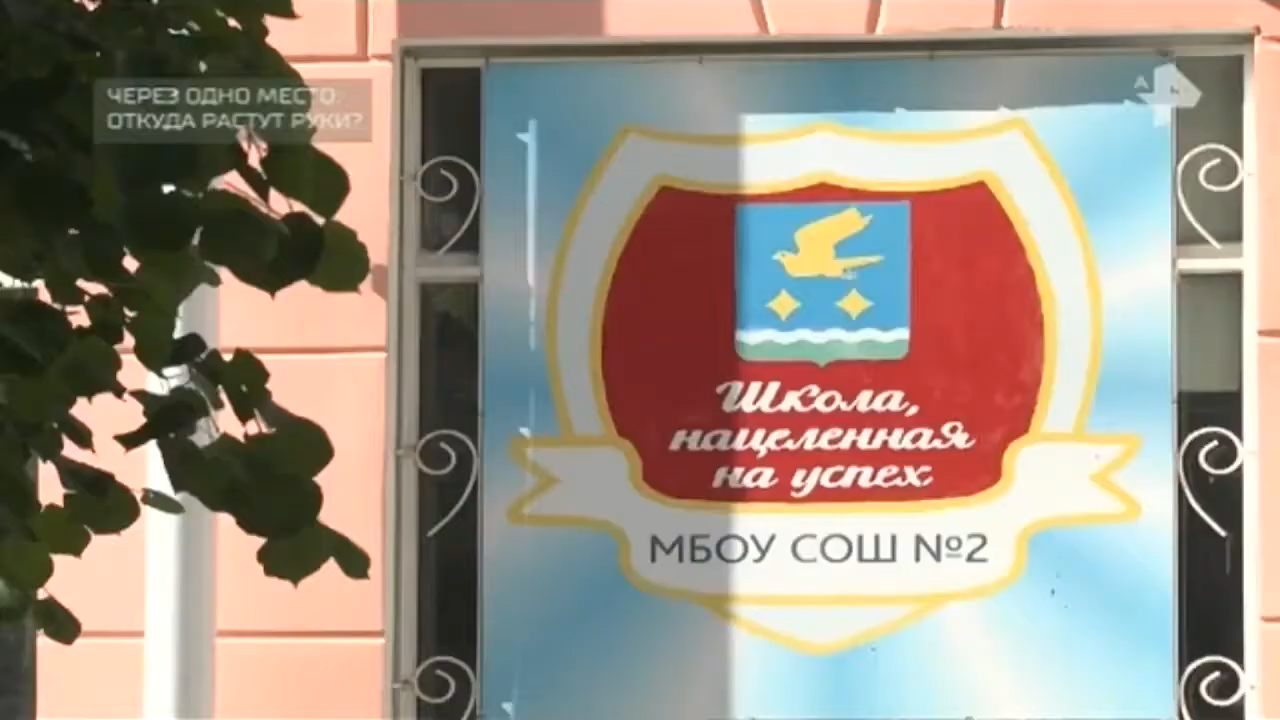 ЧЕРЕЗ ОДНО МЕСТО:
ОТКУДА РАСТУТ РУКИ?
Школа,
нацеленная
на успех
МБОУ СОШ №2